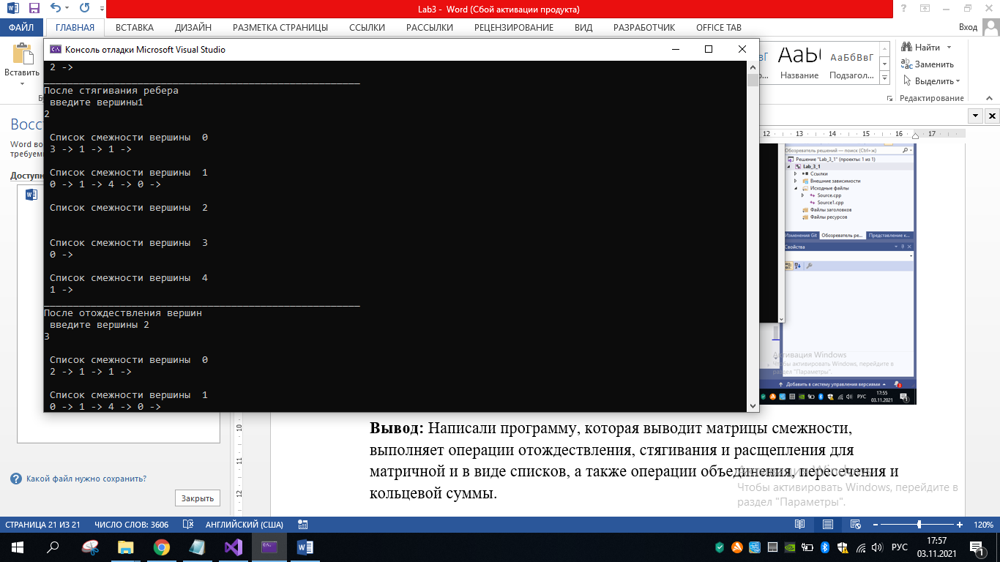 Lab3 - Word (Сбой активации продукта)
ФАЙЛ ГЛАВНАЯ ВСТАВКА ДИЗАЙН РАЗМЕТКА СТРАНИЦЫ ССЫЛКИ РАССЫЛКИ РЕЦЕНЗИРОВАНИЕ ВИД РАЗРАБОТЧИК OFFICE TAB Вход
Вставить
Название
Подзагол...
Найти
Заменить
Выделить
Редактирование
Консоль отладки Microsoft Visual Studio
2 ->
После стягивания ребера
введите вершины1
2
Список смежности вершины 0
3 -> 1 -> 1 ->
Список смежности вершины 1
0 -> 1 -> 4 -> 0 ->
Список смежности вершины 2
Список смежности вершины 3
0 ->
Список смежности вершины 4
1 ->
После отождествления вершин
введите вершины 2
3
Список смежности вершины 0
2 -> 1 -> 1 ->
Список смежности вершины 1
0 -> 1 -> 4 -> 0 ->
12 13 14 15 16 17
Обозреватель решений — поиск (Ctrl+ж)
Решение "Lab_3_1" (проекты: 1 из 1)
Lab_3_1
Ссылки
Внешние зависимости
Исходные файлы
Source.cpp
Source1.cpp
Файлы заголовков
Файлы ресурсов
Изменения Git Обозреватель ре... Представление к...
Свойства
Активация Windows
Чтобы активировать Windows, перейдите в
раздел "Параметры".
Добавить в систему управления версиями
РУС 17:55
03.11.2021
10
11
12
Вывод: Написали программу, которая выводит матрицы смежности,
выполняет операции отождествления, стягивания и расщепления для
матричной и в виде списков, а также операции объединения, пересечения и
кольцевой суммы.
Активация Windows
Чтобы активировать Windows, перейдите в
раздел "Параметры".
Какой файл нужно сохранить?
Закрыть
СТРАНИЦА 21 ИЗ 21 ЧИСЛО СЛОВ: 3606 АНГЛИЙСКИЙ (США) 120%
РУС 17:57
03.11.2021